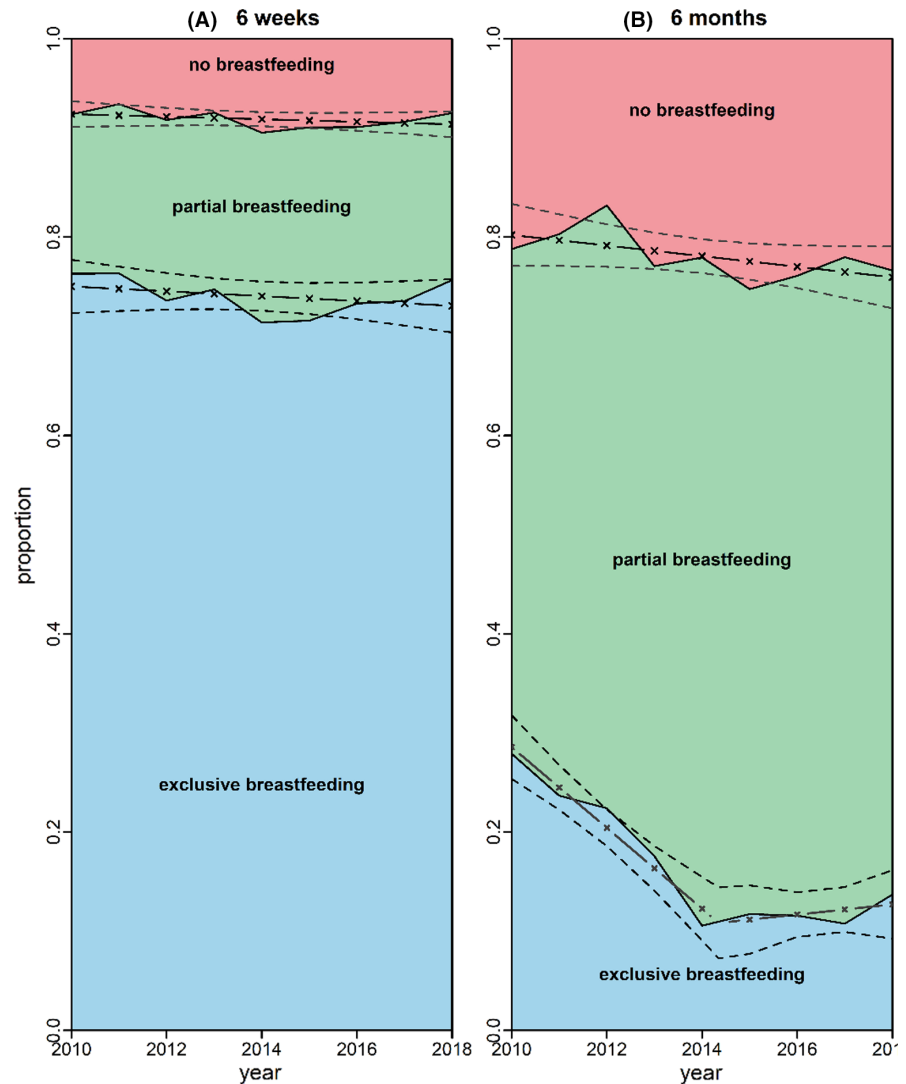 (A) 6 weeks
(B) 6 months
proportion
1.0
0.8
0.6
0.4
0.2
0.0
no breastfeeding
partial breastfeeding
exclusive breastfeeding
2010 2012 2014 2016 2018
year
1.0
0.8
0.6
0.4
0.2
0.0
no breastfeeding
partial breastfeeding
exclusive breastfeeding
2010 2012 2014 2016 201
year